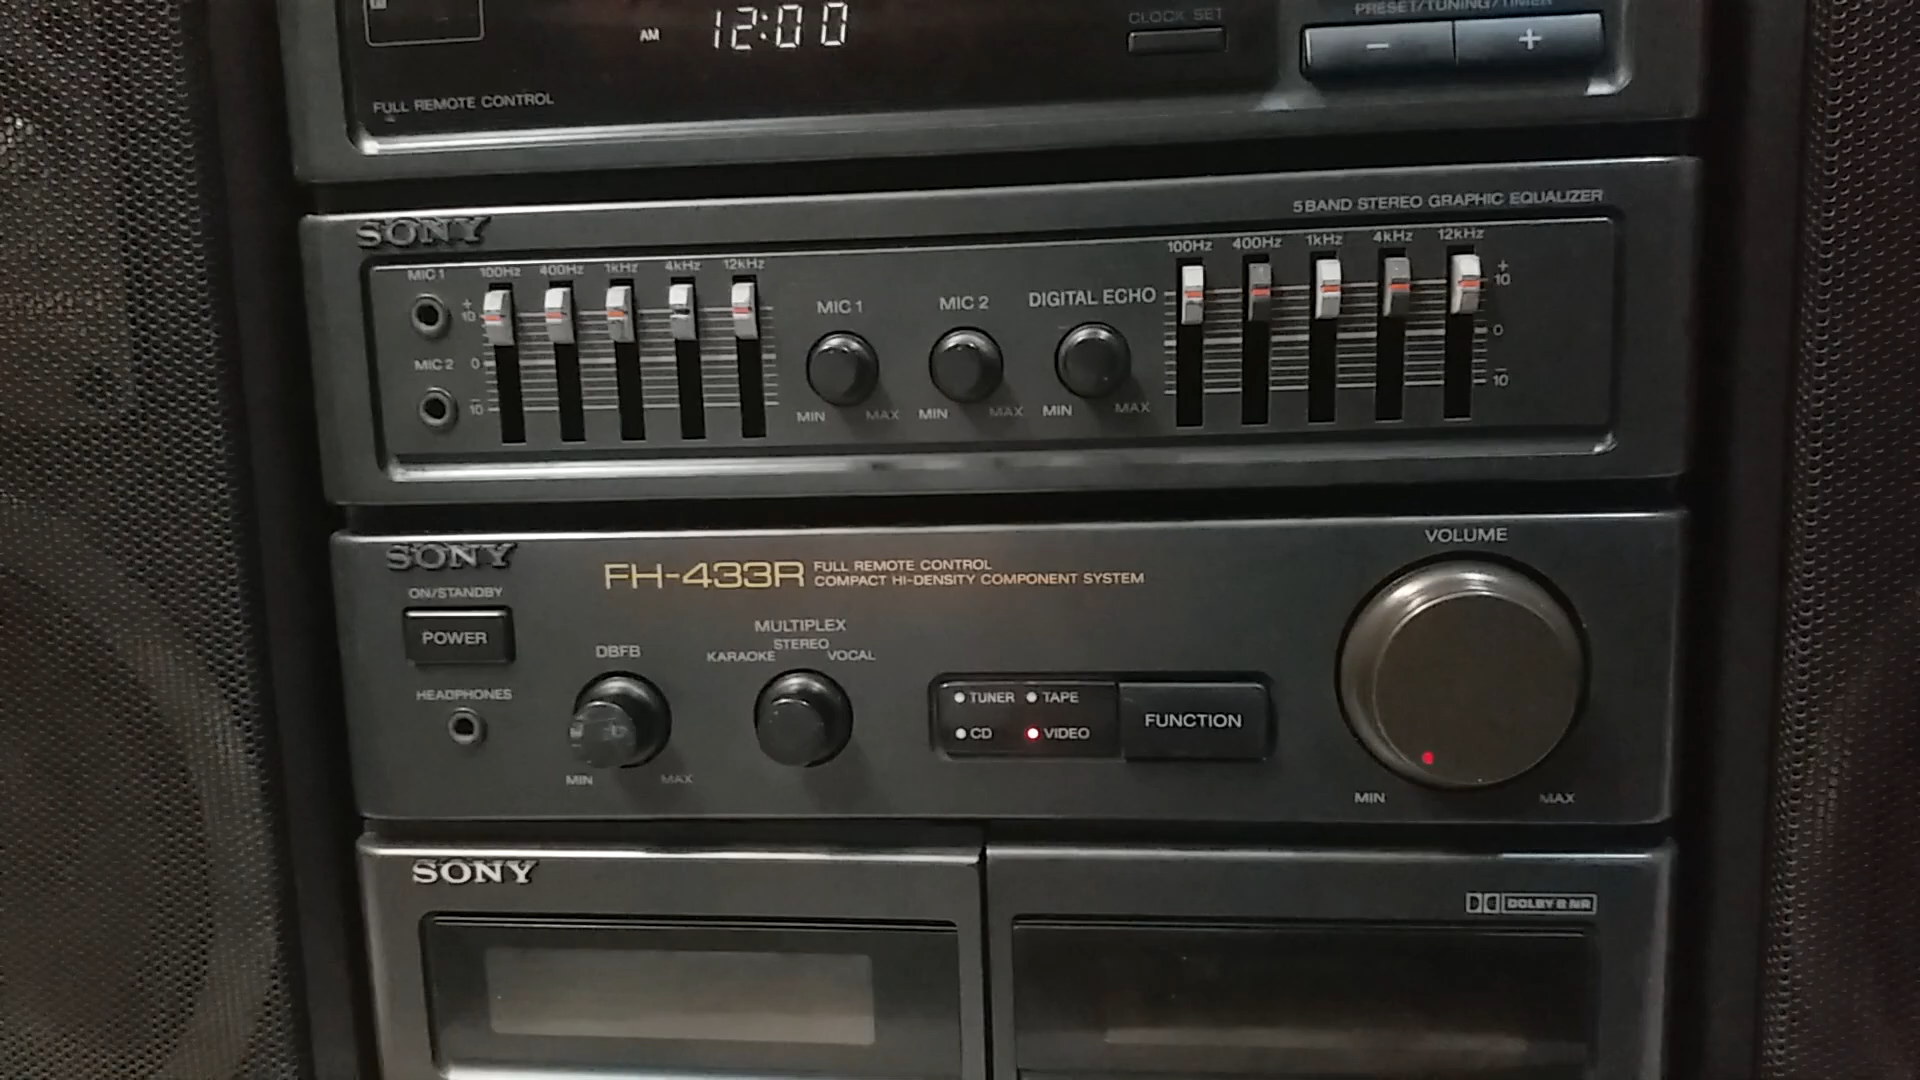 PRESET/TUNING/TIMER
CLOCK SET
AM 12:00
- +
FULL REMOTE CONTROL
5 BAND STEREO GRAPHIC EQUALIZER
SONY
MIC 1
100Hz 400Hz 1kHz 4kHz 12kHz
+
10
0
10
MIC 2
MIC 1
MIN MAX
MIC 2
MIN MAX
DIGITAL ECHO
MIN MAX
100Hz 400Hz 1kHz 4kHz 12kHz
+
10
0
-
10
SONY
FH-433R
FULL REMOTE CONTROL
COMPACT HI-DENSITY COMPONENT SYSTEM
VOLUME
MIN MAX
ON/STANDBY
POWER
HEADPHONES
DBFB
MIN MAX
MULTIPLEX
STEREO
KARAOKE VOCAL
TUNER TAPE
CD VIDEO
FUNCTION
SONY
DOLBY B NR